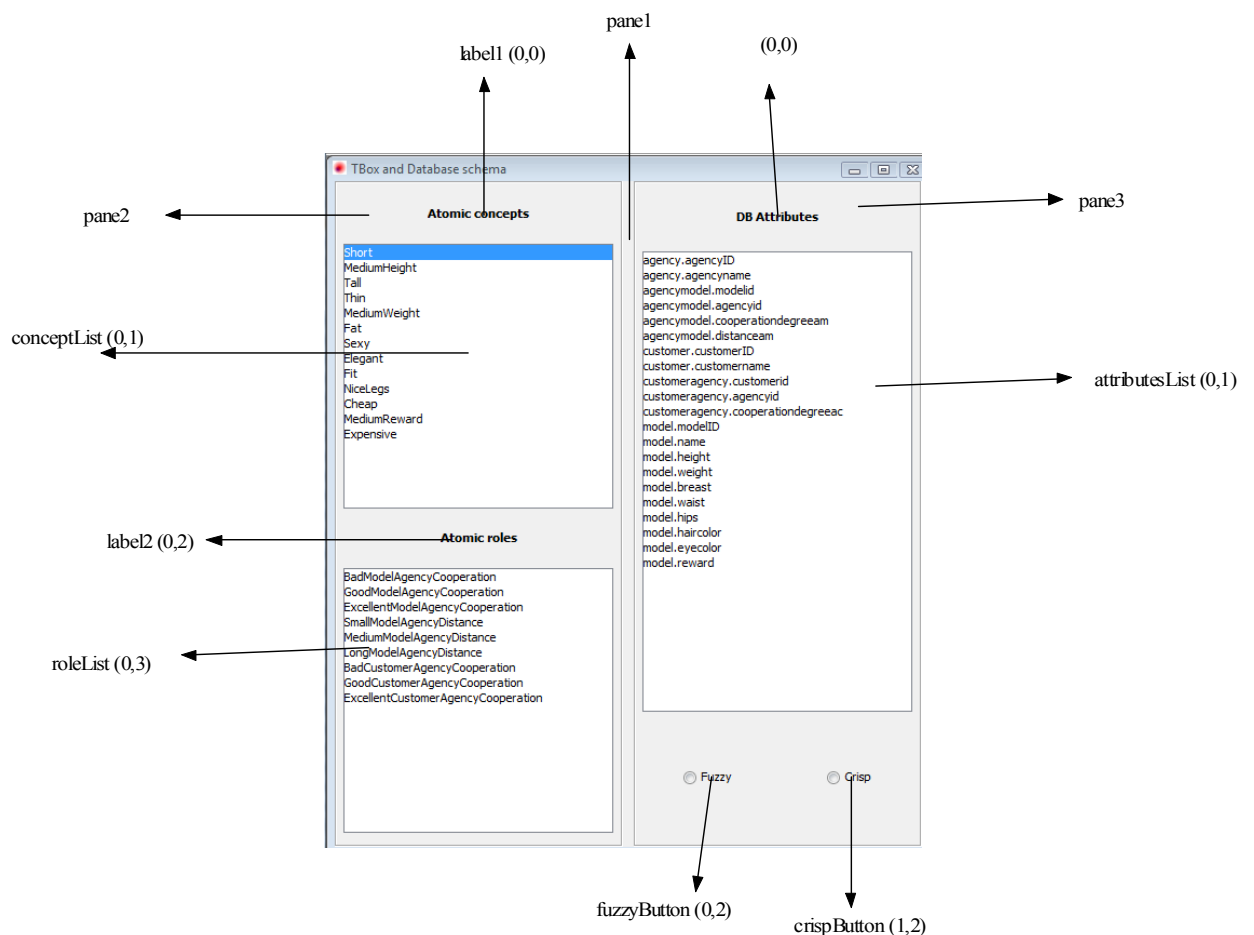 pane1
label1 (0,0)
(0,0)
TBox and Database schema
pane2
Atomic concepts
DB Attributes
pane3
Short
MediumHeight
Tall
Thin
MediumWeight
Fat
Sexy
Elegant
Fit
NiceLegs
Cheap
MediumReward
Expensive
conceptList (0,1)
agency.agencyID
agency.agencyname
agencymodel.modelid
agencymodel.agencyid
agencymodel.cooperationdegreeam
agencymodel.distanceam
customer.customerID
customer.customername
customeragency.customerid
customeragency.agencyid
customeragency.cooperationdegreeac
model.modelID
model.name
model.height
model.weight
model.breast
model.waist
model.hips
model.haircolor
model.eyecolor
model.reward
attributesList (0,1)
label2 (0,2)
Atomic roles
BadModelAgencyCooperation
GoodModelAgencyCooperation
ExcellentModelAgencyCooperation
SmallModelAgencyDistance
MediumModelAgencyDistance
LongModelAgencyDistance
BadCustomerAgencyCooperation
GoodCustomerAgencyCooperation
ExcellentCustomerAgencyCooperation
roleList (0,3)
Fuzzy
Crisp
fuzzyButton (0,2)
crispButton (1,2)